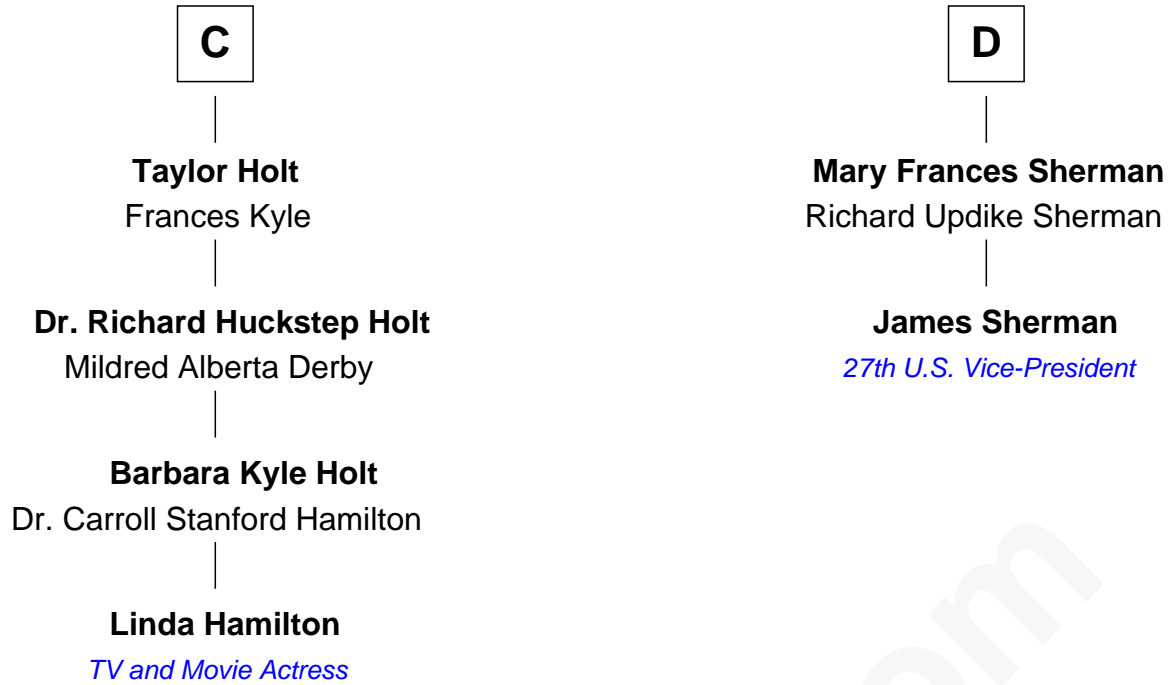 C
Taylor Holt
Frances Kyle
Dr. Richard Huckstep Holt
Mildred Alberta Derby
Barbara Kyle Holt
Dr. Carroll Stanford Hamilton
Linda Hamilton
TV and Movie Actress
D
Mary Frances Sherman
Richard Updike Sherman
James Sherman
27th U.S. Vice-President
om